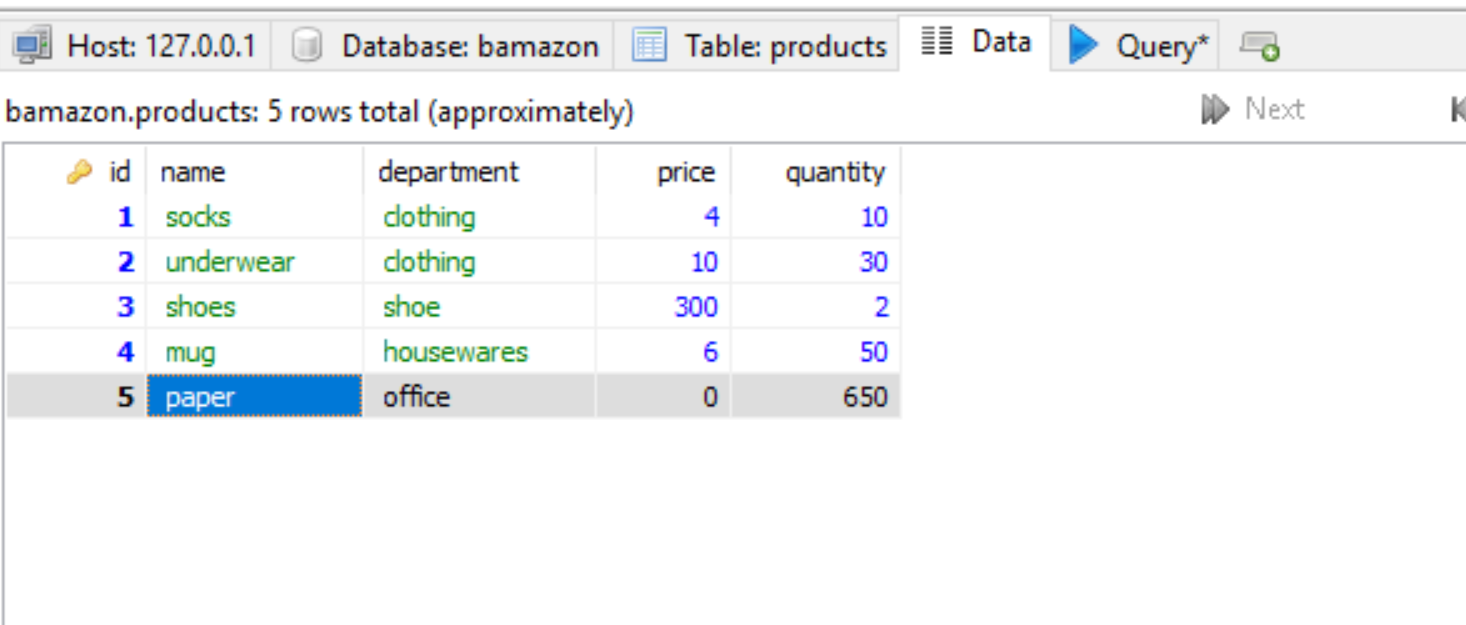 Host: 127.0.0.1 Database: bamazon Table: products Data Query*
bamazon.products: 5 rows total (approximately) Next
id name department price quantity
1 socks clothing 4 10
2 underwear clothing 10 30
3 shoes shoe 300 2
4 mug housewares 6 50
5 paper office 0 650